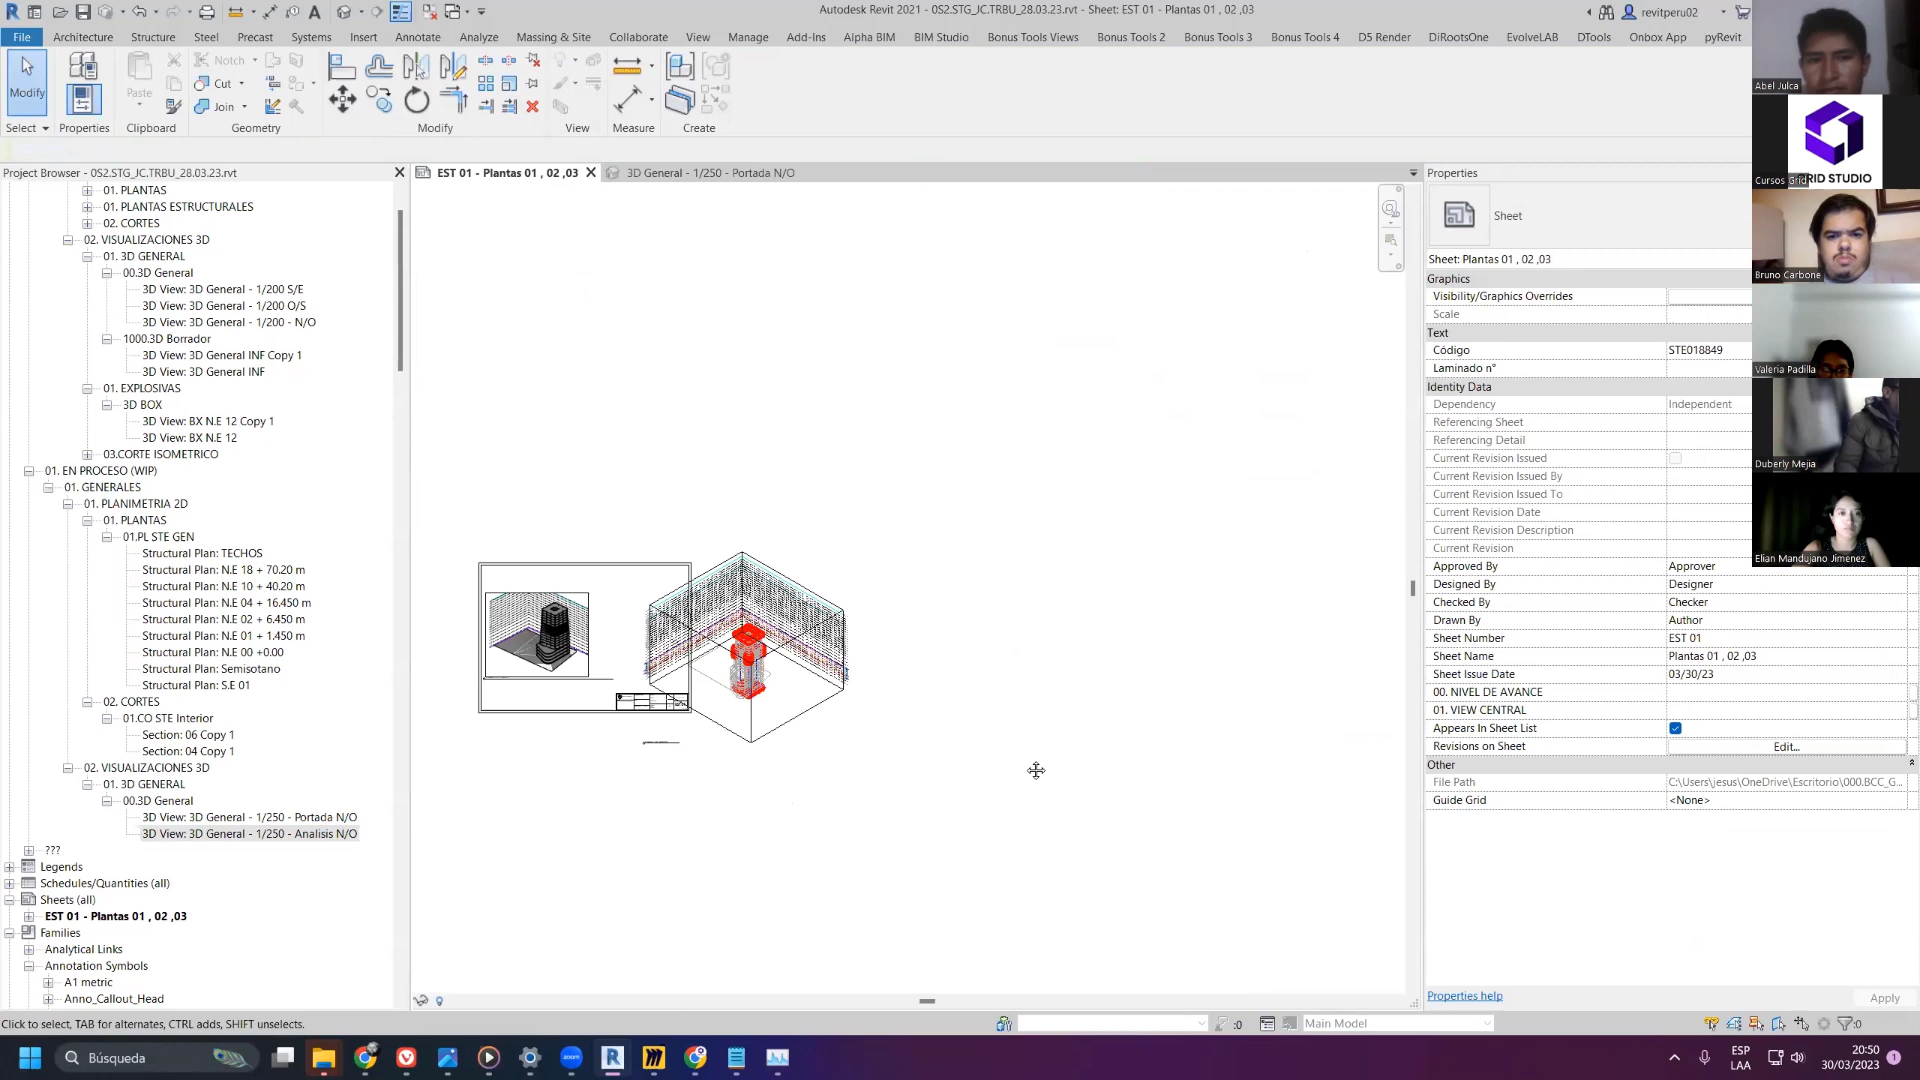 Autodesk Revit 2021 - 0S2.STG_JC.TRBU_28.03.23.rvt - Sheet: EST 01 - Plantas 01 , 02 ,03
revitperu02
File Architecture Structure Steel Precast Systems Insert Annotate Analyze Massing & Site Collaborate View Manage Add-Ins Alpha BIM BIM Studio Bonus Tools Views Bonus Tools 2 Bonus Tools 3 Bonus Tools 4 D5 Render DiRootsOne EvolveLAB DTools Onbox App pyRevit
Modify
Paste
Notch
Cut
Join
Select Properties Clipboard Geometry Modify View Measure Create
Project Browser - 0S2.STG_JC.TRBU_28.03.23.rvt
01. PLANTAS
01. PLANTAS ESTRUCTURALES
02. CORTES
02. VISUALIZACIONES 3D
01. 3D GENERAL
00.3D General
3D View: 3D General - 1/200 S/E
3D View: 3D General - 1/200 O/S
3D View: 3D General - 1/200 - N/O
1000.3D Borrador
3D View: 3D General INF Copy 1
3D View: 3D General INF
01. EXPLOSIVAS
3D BOX
3D View: BX N.E 12 Copy 1
3D View: BX N.E 12
03.CORTE ISOMETRICO
01. EN PROCESO (WIP)
01. GENERALES
01. PLANIMETRIA 2D
01. PLANTAS
01.PL STE GEN
Structural Plan: TECHOS
Structural Plan: N.E 18 + 70.20 m
Structural Plan: N.E 10 + 40.20 m
Structural Plan: N.E 04 + 16.450 m
Structural Plan: N.E 02 + 6.450 m
Structural Plan: N.E 01 + 1.450 m
Structural Plan: N.E 00 +0.00
Structural Plan: Semisotano
Structural Plan: S.E 01
02. CORTES
01.CO STE Interior
Section: 06 Copy 1
Section: 04 Copy 1
02. VISUALIZACIONES 3D
01. 3D GENERAL
00.3D General
3D View: 3D General - 1/250 - Portada N/O
3D View: 3D General - 1/250 - Analisis N/O
???
Legends
Schedules/Quantities (all)
Sheets (all)
EST 01 - Plantas 01 , 02 ,03
Families
Analytical Links
Annotation Symbols
A1 metric
Anno_Callout_Head
EST 01 - Plantas 01 , 02 ,03
3D General - 1/250 - Portada N/O
Properties
Sheet
Sheet: Plantas 01 , 02 ,03
Graphics
Visibility/Graphics Overrides
Scale
Text
Código STE018849
Laminado n°
Identity Data
Dependency Independent
Referencing Sheet
Referencing Detail
Current Revision Issued
Current Revision Issued By
Current Revision Issued To
Current Revision Date
Current Revision Description
Current Revision
Approved By Approver
Designed By Designer
Checked By Checker
Drawn By Author
Sheet Number EST 01
Sheet Name Plantas 01 , 02 ,03
Sheet Issue Date 03/30/23
00. NIVEL DE AVANCE
01. VIEW CENTRAL
Appears In Sheet List
Revisions on Sheet Edit...
Other
File Path C:\Users\jesus\OneDrive\Escritorio\000.BCC_G...
Guide Grid <None>
Properties help
Apply
Abel Julca
GRID STUDIO
Cursos Grid
Bruno Carbone
Valeria Padilla
Duberly Mejia
Elian Mandujano Jimenez
Click to select, TAB for alternates, CTRL adds, SHIFT unselects.
:0
Main Model
:0
Búsqueda
ESP
LAA
20:50
30/03/2023
1